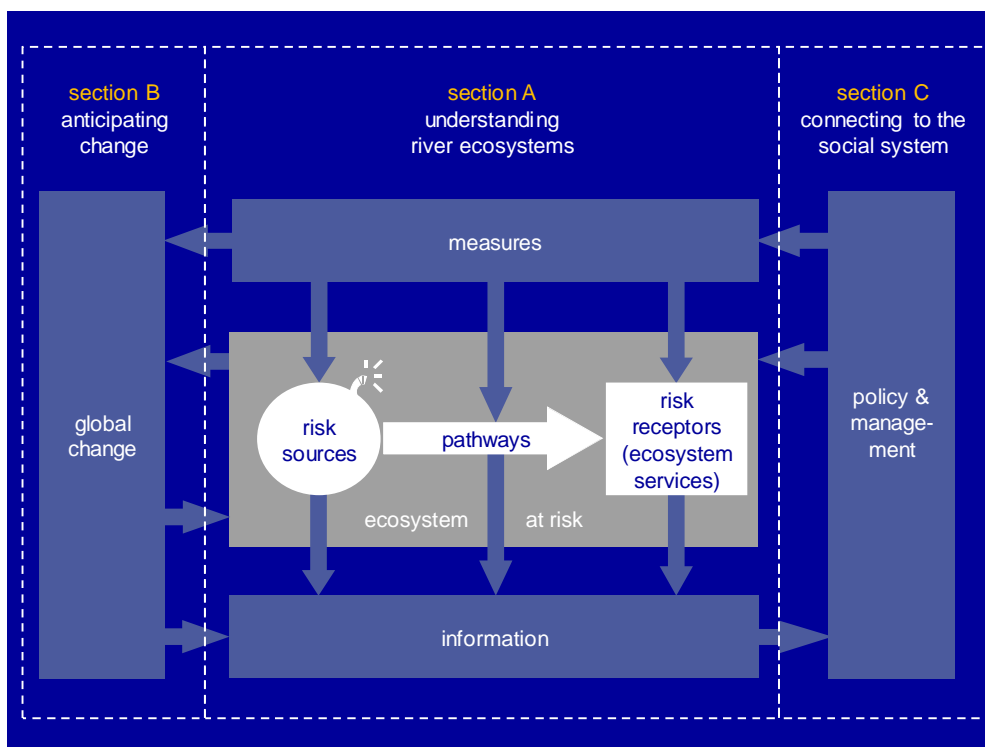 section B
anticipating
change
section A
understanding
river ecosystems
section C
connecting to the
social system
measures
global
change
risk
sources
pathways
risk
receptors
(ecosystem
services)
ecosystem
at risk
policy &
manage-
ment
information